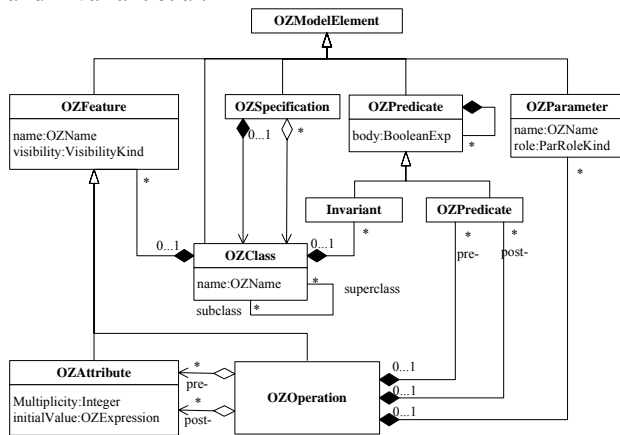 OZModelElement
OZFeature
name:OZName
visibility:VisibilityKind
OZSpecification
OZPredicate
body:BooleanExp
OZParameter
name:OZName
role:ParRoleKind
0...1
*
*
*
*
Invariant
OZPredicate
*
*
*
pre-
post-
0...1
0...1
OZClass
name:OZName
*
superclass
*
subclass
OZAttribute
Multiplicity:Integer
initialValue:OZExpression
*
pre-
*
post-
OZOperation
0...1
0...1
0...1